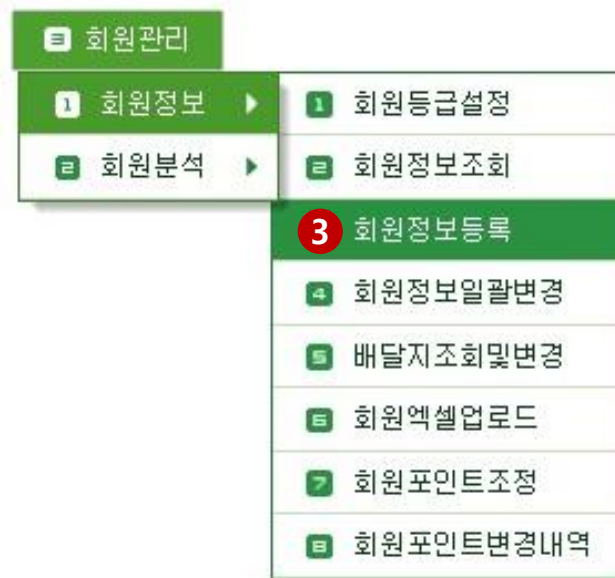 3 회원관리
1 회원정보
2 회원분석
1 회원등급설정
2 회원정보조회
3 회원정보등록
4 회원정보일괄변경
5 배달지조회및변경
6 회원엑셀업로드
7 회원포인트조정
8 회원포인트변경내역